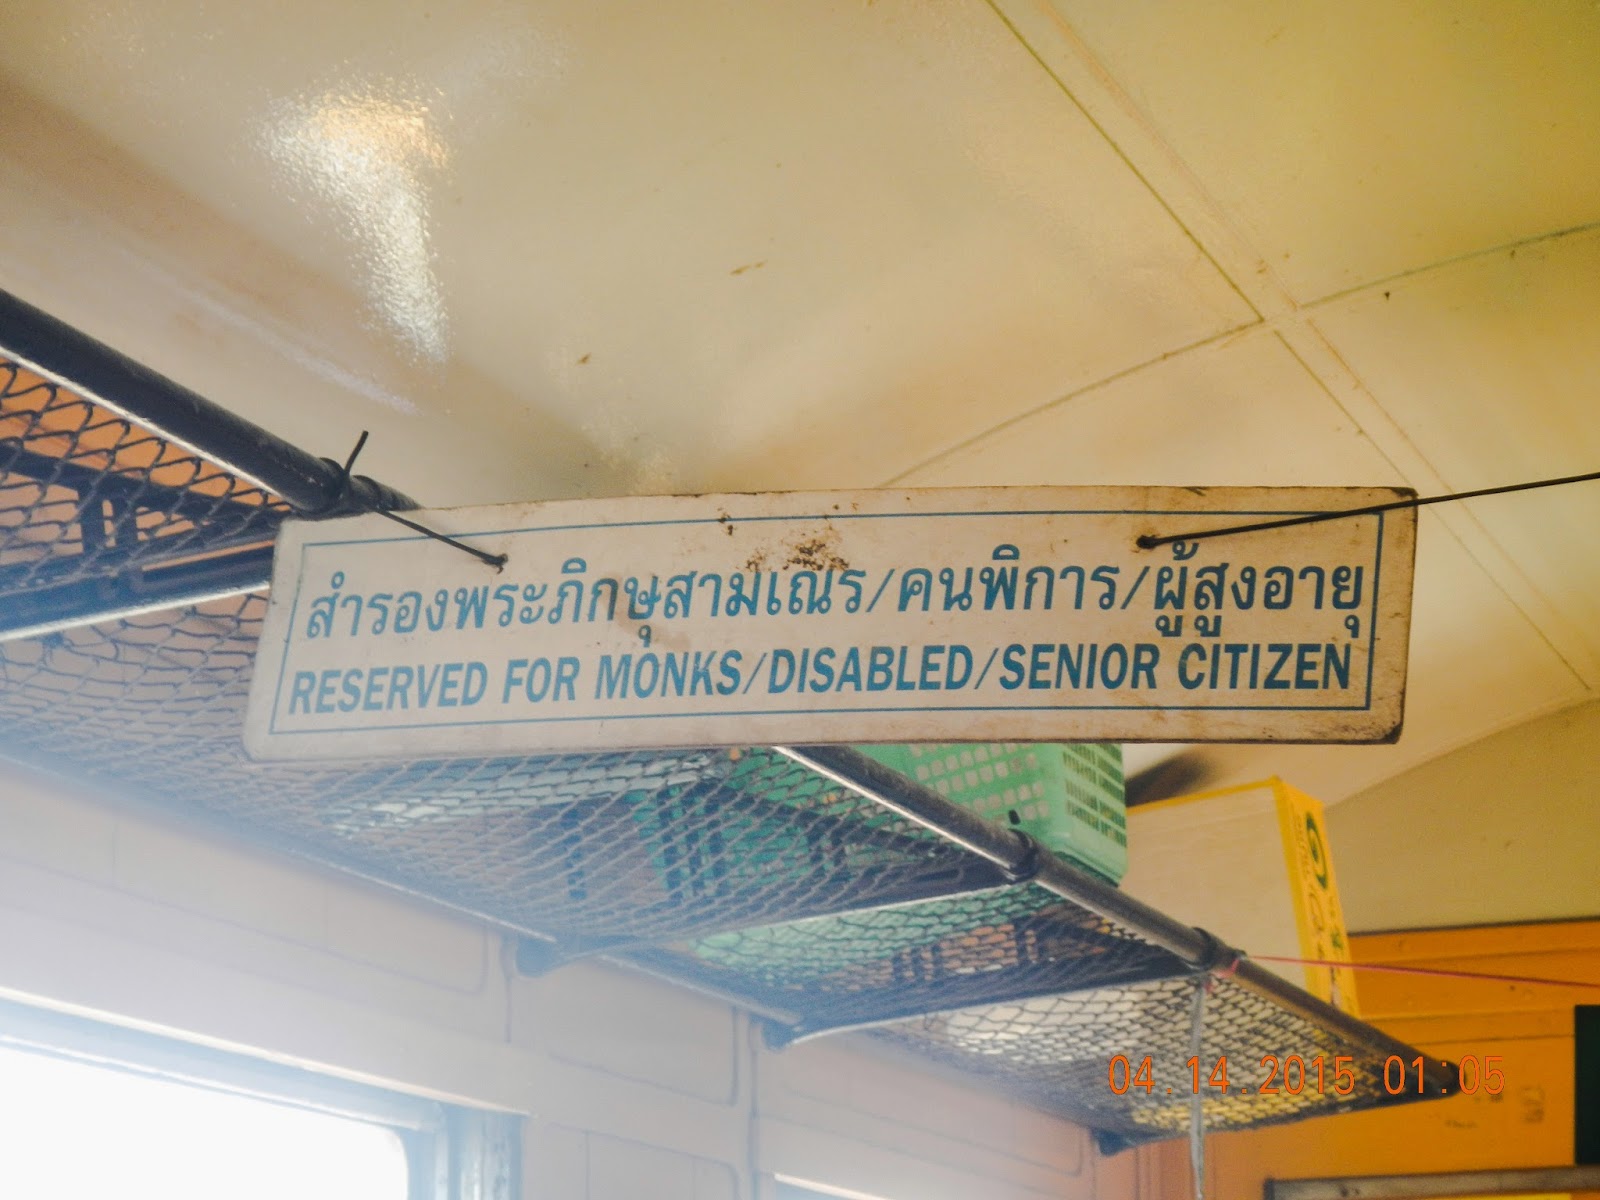 สำรองพระภิกษุสามเณร/คนพิการ/ผู้สูงอายุ
RESERVED FOR MONKS/DISABLED/SENIOR CITIZEN
04.14.2015 01:05